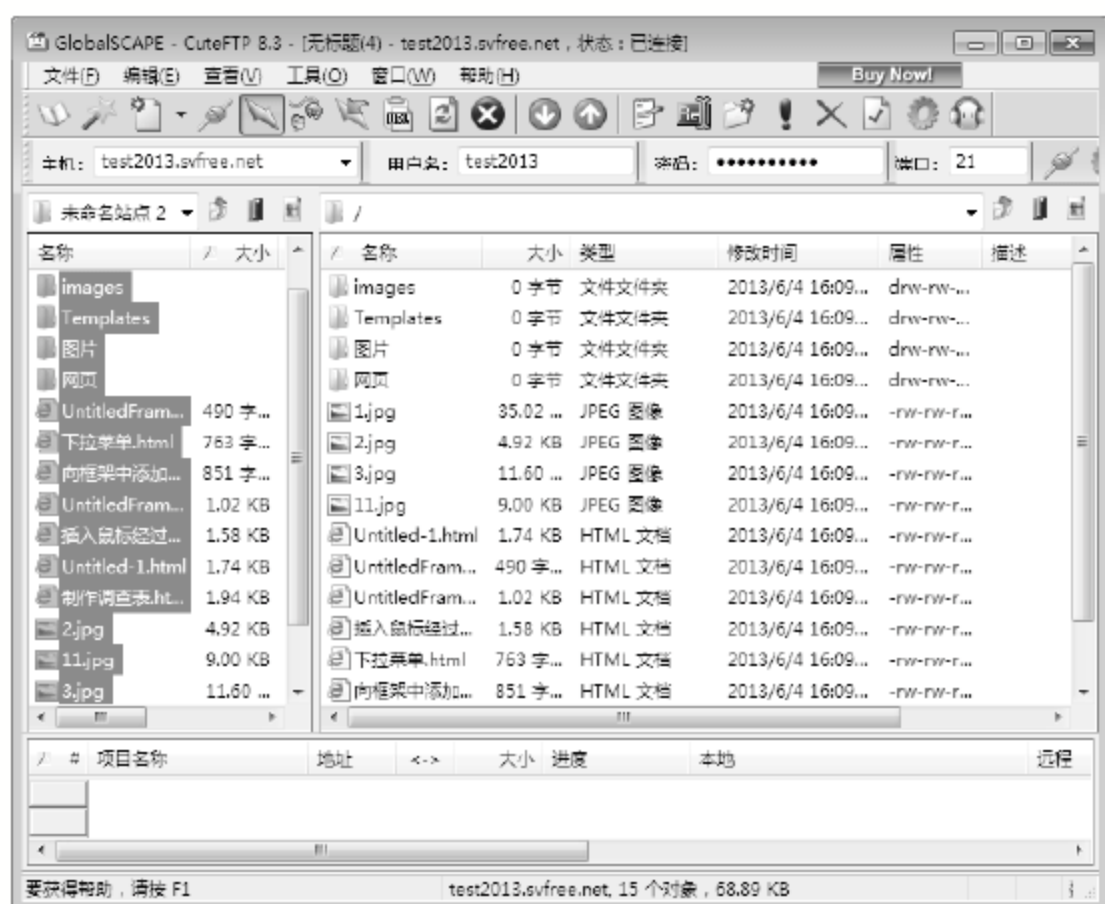 GlobalSCAPE - CuteFTP 8.3 - [无标题(4) - test2013.svfree.net，状态：已连接]
文件(F) 编辑(E) 查看(V) 工具(O) 窗口(W) 帮助(H) Buy Now!
主机: test2013.svfree.net 用户名: test2013 密码: •••••••••• 端口: 21
未命名站点 2 /
名称 大小 名称 大小 类型 修改时间 属性 描述
images images 0 字节 文件文件夹 2013/6/4 16:09... drw-rw-...
Templates Templates 0 字节 文件文件夹 2013/6/4 16:09... drw-rw-...
图片 图片 0 字节 文件文件夹 2013/6/4 16:09... drw-rw-...
网页 网页 0 字节 文件文件夹 2013/6/4 16:09... drw-rw-...
UntitledFram... 490 字... 1.jpg 35.02 ... JPEG 图像 2013/6/4 16:09... -rw-rw-r...
下拉菜单.html 763 字... 2.jpg 4.92 KB JPEG 图像 2013/6/4 16:09... -rw-rw-r...
向框架中添加... 851 字... 3.jpg 11.60 ... JPEG 图像 2013/6/4 16:09... -rw-rw-r...
UntitledFram... 1.02 KB 11.jpg 9.00 KB JPEG 图像 2013/6/4 16:09... -rw-rw-r...
插入鼠标经过... 1.58 KB Untitled-1.html 1.74 KB HTML 文档 2013/6/4 16:09... -rw-rw-r...
Untitled-1.html 1.74 KB UntitledFram... 490 字... HTML 文档 2013/6/4 16:09... -rw-rw-r...
制作调查表.ht... 1.94 KB UntitledFram... 1.02 KB HTML 文档 2013/6/4 16:09... -rw-rw-r...
2.jpg 4.92 KB 插入鼠标经过... 1.58 KB HTML 文档 2013/6/4 16:09... -rw-rw-r...
11.jpg 9.00 KB 下拉菜单.html 763 字... HTML 文档 2013/6/4 16:09... -rw-rw-r...
3.jpg 11.60 ... 向框架中添加... 851 字... HTML 文档 2013/6/4 16:09... -rw-rw-r...
# 项目名称 地址 <-> 大小 进度 本地 远程
要获得帮助，请按 F1 test2013.svfree.net, 15 个对象，68.89 KB